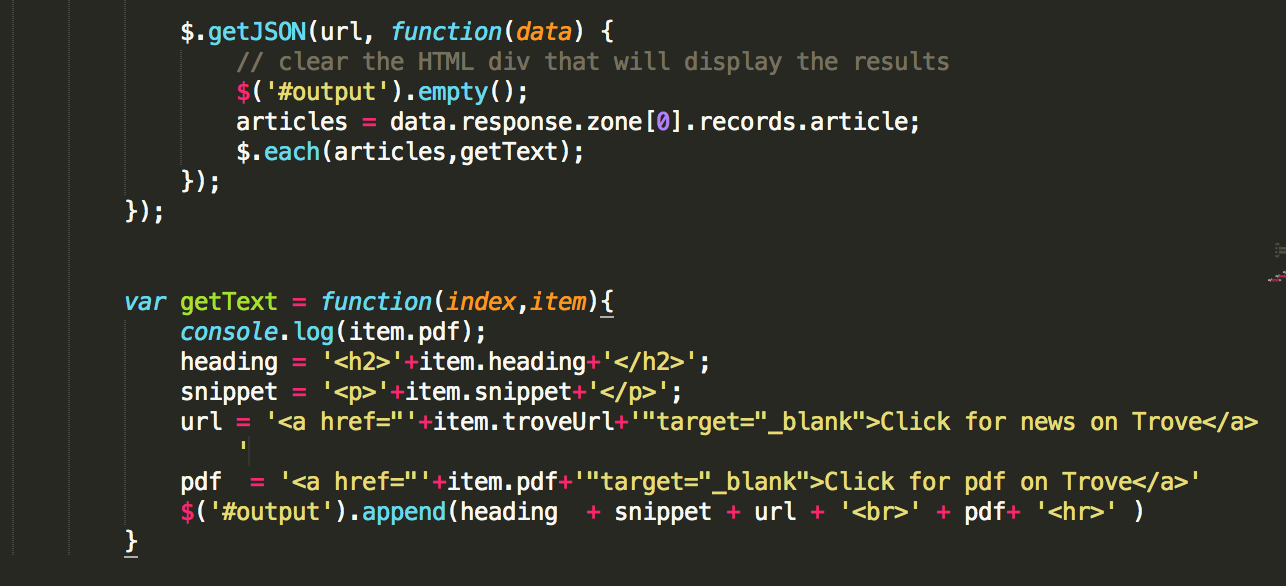 $.getJSON(url, function(data) {
// clear the HTML div that will display the results
$('#output').empty();
articles = data.response.zone[0].records.article;
$.each(articles,getText);
});
});
var getText = function(index,item){
console.log(item.pdf);
heading = '<h2>'+item.heading+'</h2>';
snippet = '<p>'+item.snippet+'</p>';
url = '<a href="'+item.troveUrl+'"target="_blank">Click for news on Trove</a>
'
pdf  = '<a href="'+item.pdf+'"target="_blank">Click for pdf on Trove</a>'
$('#output').append(heading  + snippet + url + '<br>' + pdf+ '<hr>' )
}